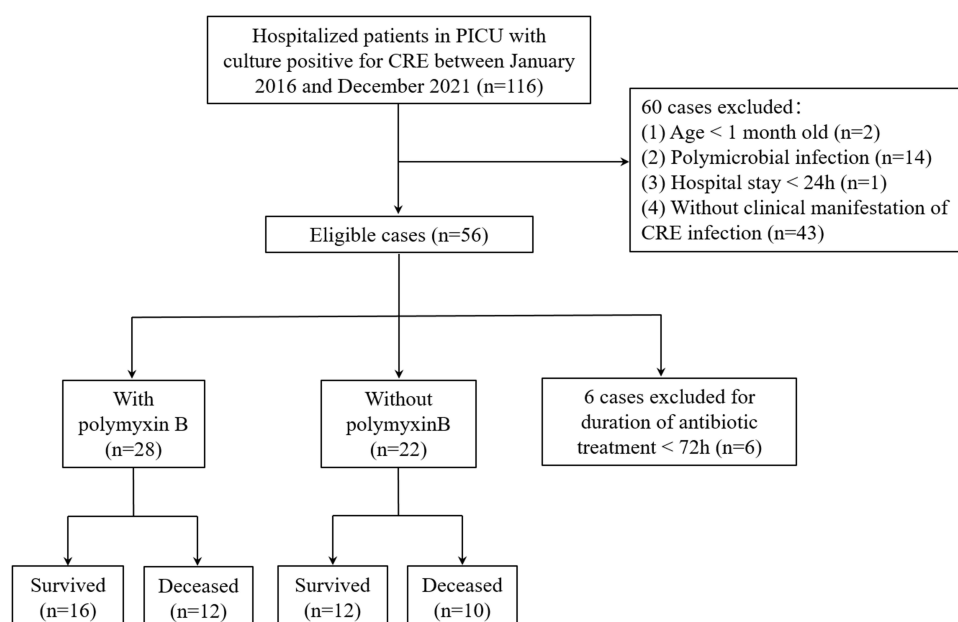 Hospitalized patients in PICU with
culture positive for CRE between January
2016 and December 2021 (n=116)
60 cases excluded：
(1) Age < 1 month old (n=2)
(2) Polymicrobial infection (n=14)
(3) Hospital stay < 24h (n=1)
(4) Without clinical manifestation of
CRE infection (n=43)
Eligible cases (n=56)
With
polymyxin B
(n=28)
Without
polymyxinB
(n=22)
6 cases excluded for
duration of antibiotic
treatment < 72h (n=6)
Survived
(n=16)
Deceased
(n=12)
Survived
(n=12)
Deceased
(n=10)